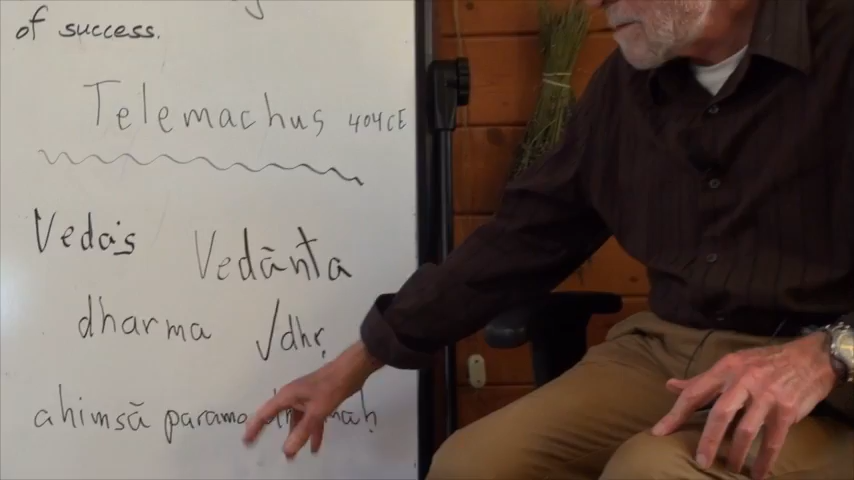 of success.
Telemachus 404CE
Vedas Vedānta
dharma √dhṛ
ahimsā paramo